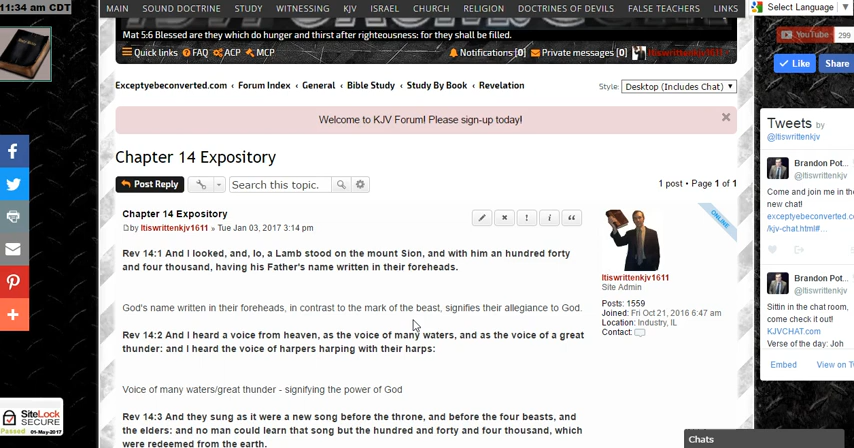 11:34 am CDT
MAIN SOUND DOCTRINE STUDY WITNESSING KJV ISRAEL CHURCH RELIGION DOCTRINES OF DEVILS FALSE TEACHERS LINKS
Select Language ▼
Mat 5:6 Blessed are they which do hunger and thirst after righteousness: for they shall be filled.
Quick links FAQ ACP MCP Notifications [0] Private messages [0] Itiswrittenkjv1611
YouTube 299
Like Share
Exceptyebeconverted.com ‹ Forum Index ‹ General ‹ Bible Study ‹ Study By Book ‹ Revelation
Style: Desktop (Includes Chat)
Welcome to KJV Forum! Please sign-up today!
Chapter 14 Expository
Post Reply Search this topic. 1 post • Page 1 of 1
Chapter 14 Expository
by Itiswrittenkjv1611 » Tue Jan 03, 2017 3:14 pm
Rev 14:1 And I looked, and, lo, a Lamb stood on the mount Sion, and with him an hundred forty
and four thousand, having his Father's name written in their foreheads.
God's name written in their foreheads, in contrast to the mark of the beast, signifies their allegiance to God.
Rev 14:2 And I heard a voice from heaven, as the voice of many waters, and as the voice of a great
thunder: and I heard the voice of harpers harping with their harps:
Voice of many waters/great thunder - signifying the power of God
Rev 14:3 And they sung as it were a new song before the throne, and before the four beasts, and
the elders: and no man could learn that song but the hundred and forty and four thousand, which
were redeemed from the earth.
ONLINE
Itiswrittenkjv1611
Site Admin
Posts: 1559
Joined: Fri Oct 21, 2016 6:47 am
Location: Industry, IL
Contact:
Tweets by
@Itiswrittenkjv
Brandon Pot...
@Itiswrittenkjv
Come and join me in the
new chat!
exceptyebeconverted.c
/kjv-chat.html#...
Brandon Pot...
@Itiswrittenkjv
Sittin in the chat room,
come check it out!
KJVCHAT.com
Verse of the day: Joh
Embed View on T
Chats
SiteLock
SECURE
Passed 01-May-2017